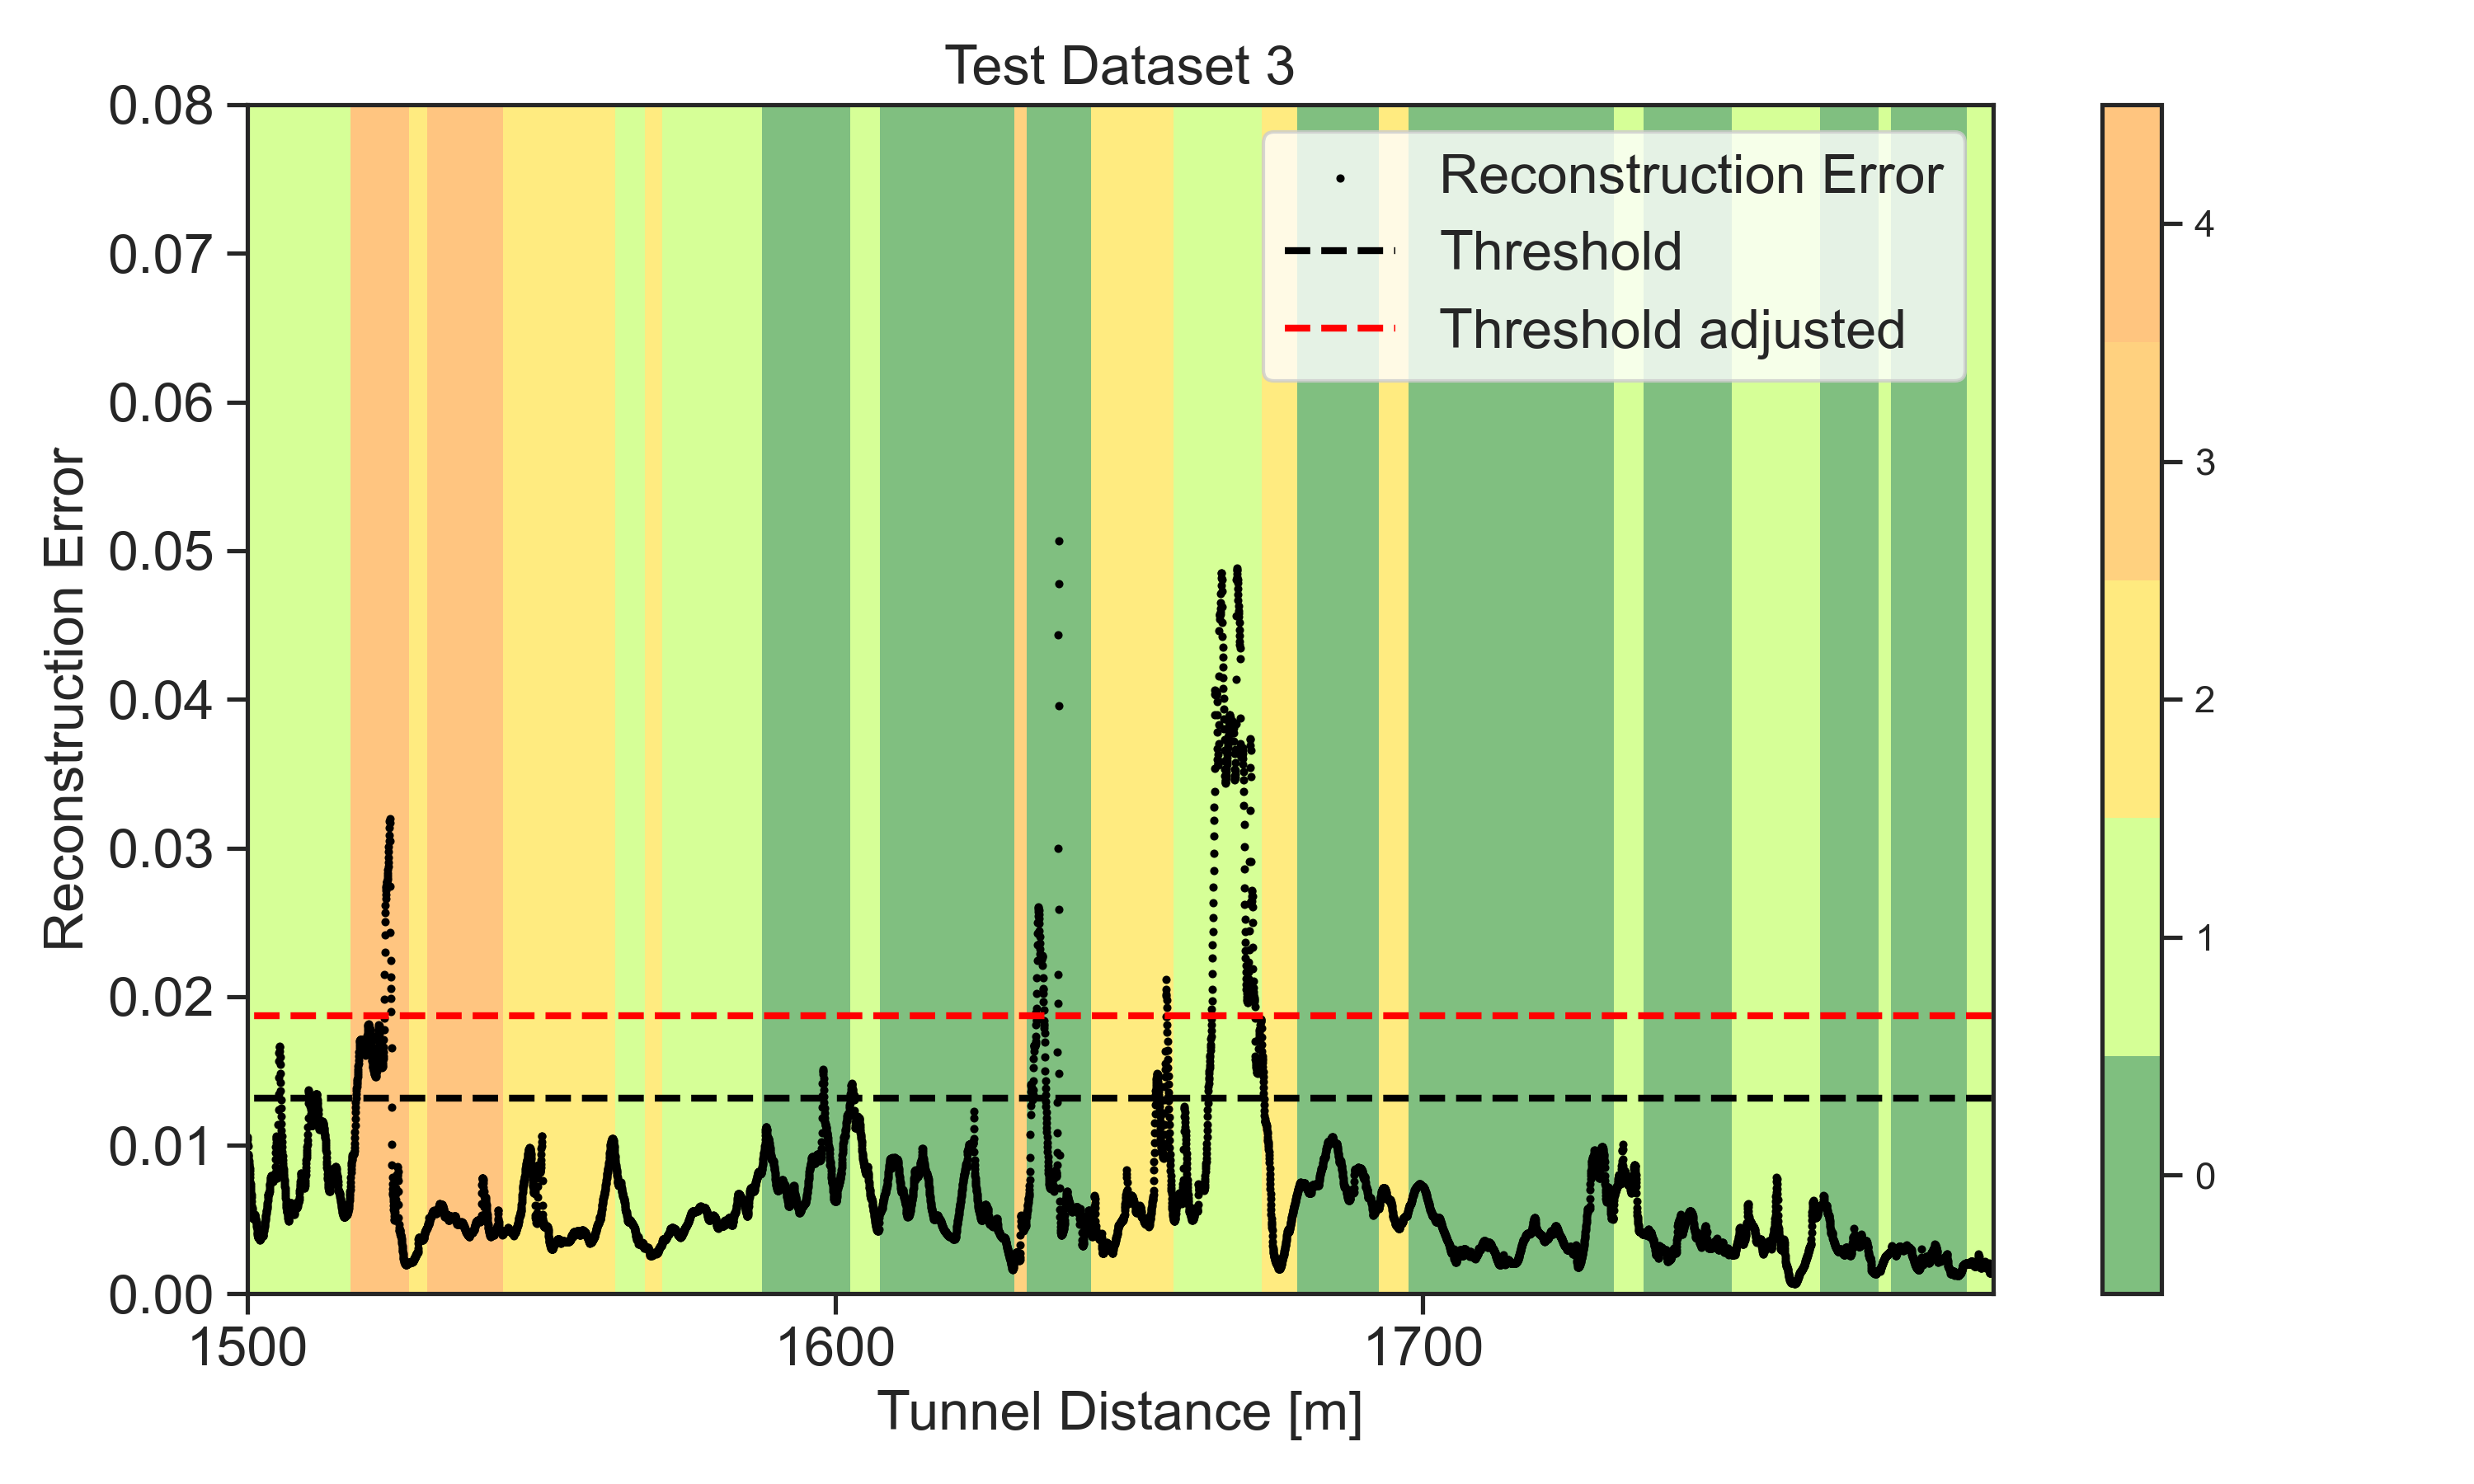 Test Dataset 3
Reconstruction Error
0.08
0.07
0.06
0.05
0.04
0.03
0.02
0.01
0.00
Reconstruction Error
Threshold
Threshold adjusted
1500
1600
1700
Tunnel Distance [m]
4
3
2
1
0